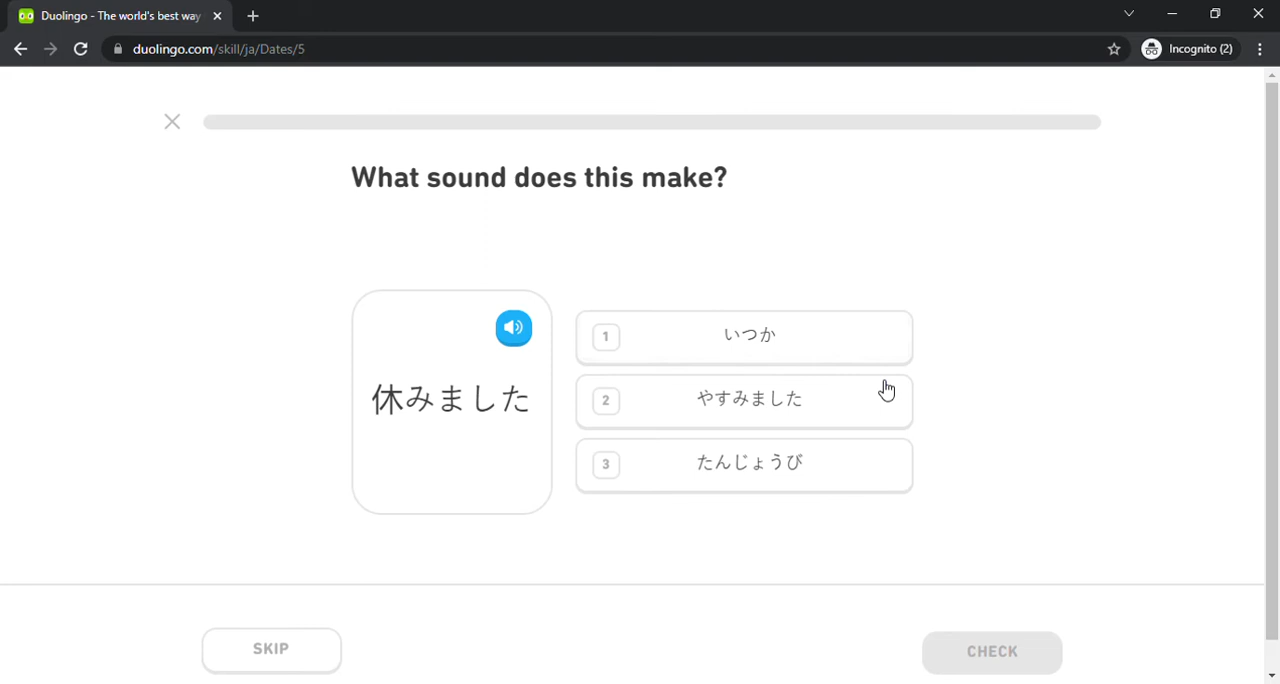 Duolingo - The world's best way
duolingo.com/skill/ja/Dates/5
Incognito (2)
What sound does this make?
休みました
1 いつか
2 やすみました
3 たんじょうび
SKIP
CHECK